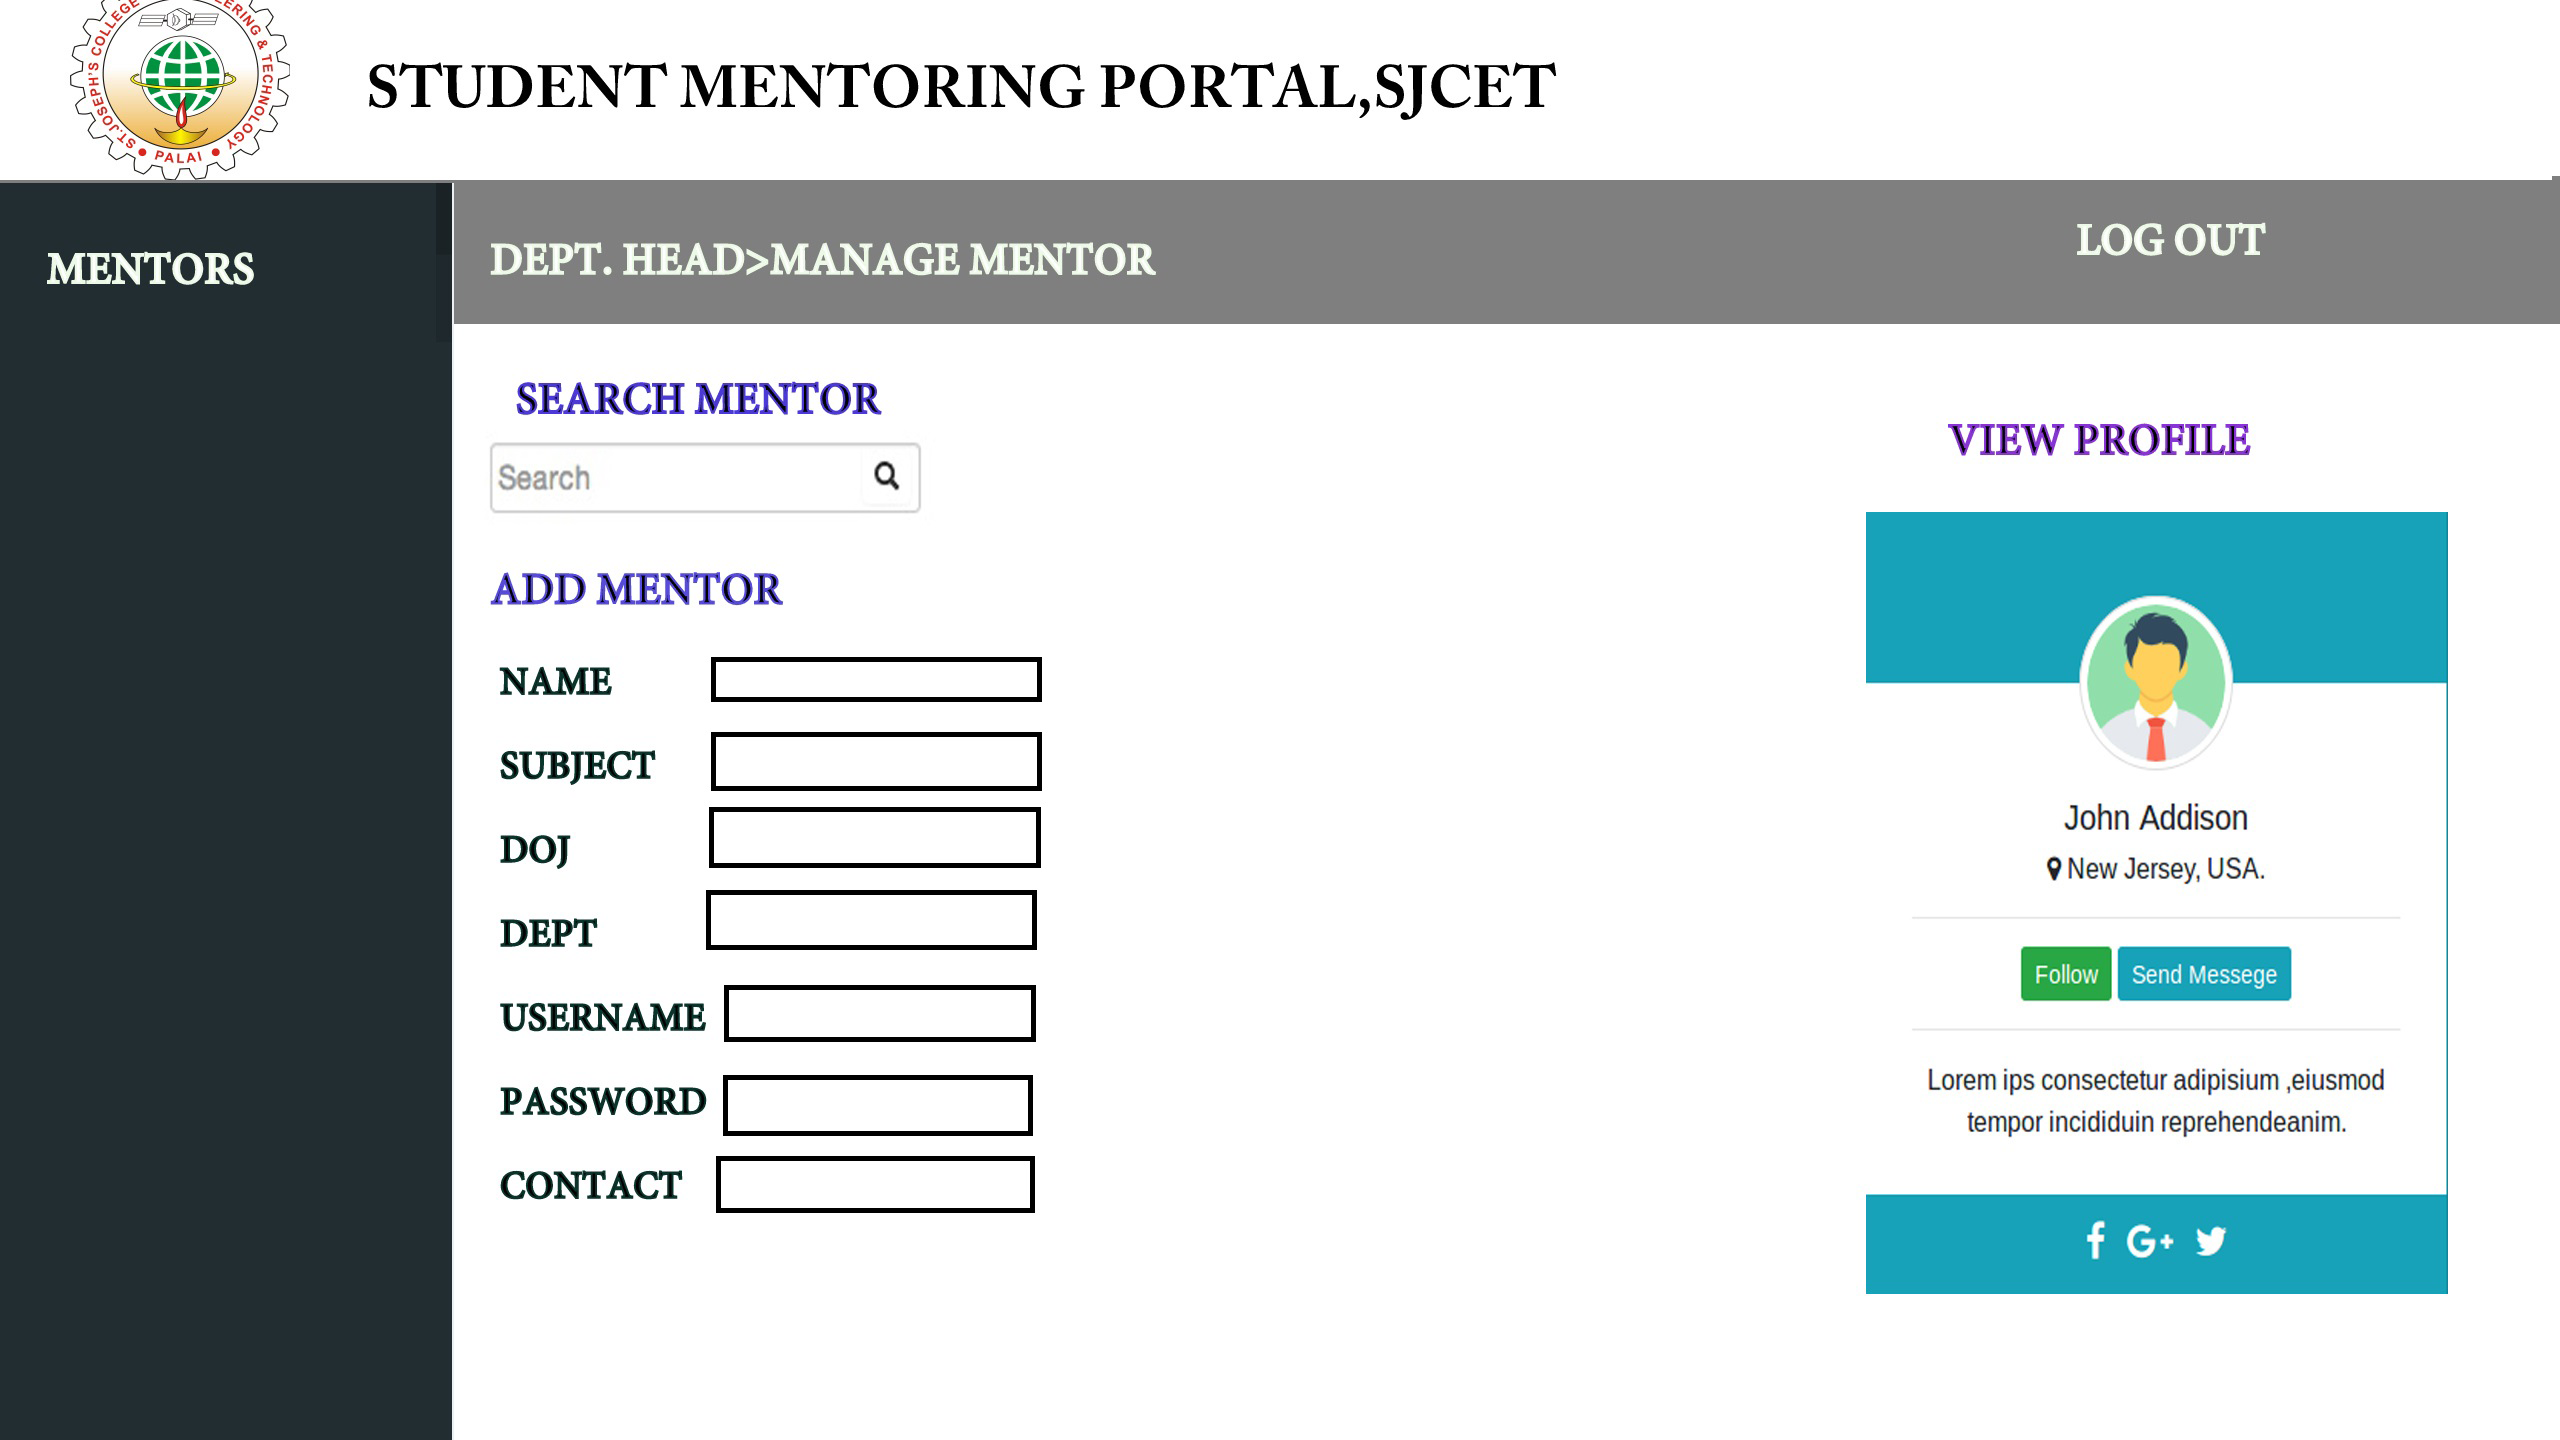 ST.JOSEPH'S COLLEGE
EERING & TECHNOLOGY
PALAI
STUDENT MENTORING PORTAL,SJCET
MENTORS
DEPT. HEAD>MANAGE MENTOR
LOG OUT
SEARCH MENTOR
Search
ADD MENTOR
NAME
SUBJECT
DOJ
DEPT
USERNAME
PASSWORD
CONTACT
VIEW PROFILE
John Addison
New Jersey, USA.
Follow
Send Messege
Lorem ips consectetur adipisium ,eiusmod
tempor incididuin reprehendeanim.
f G+